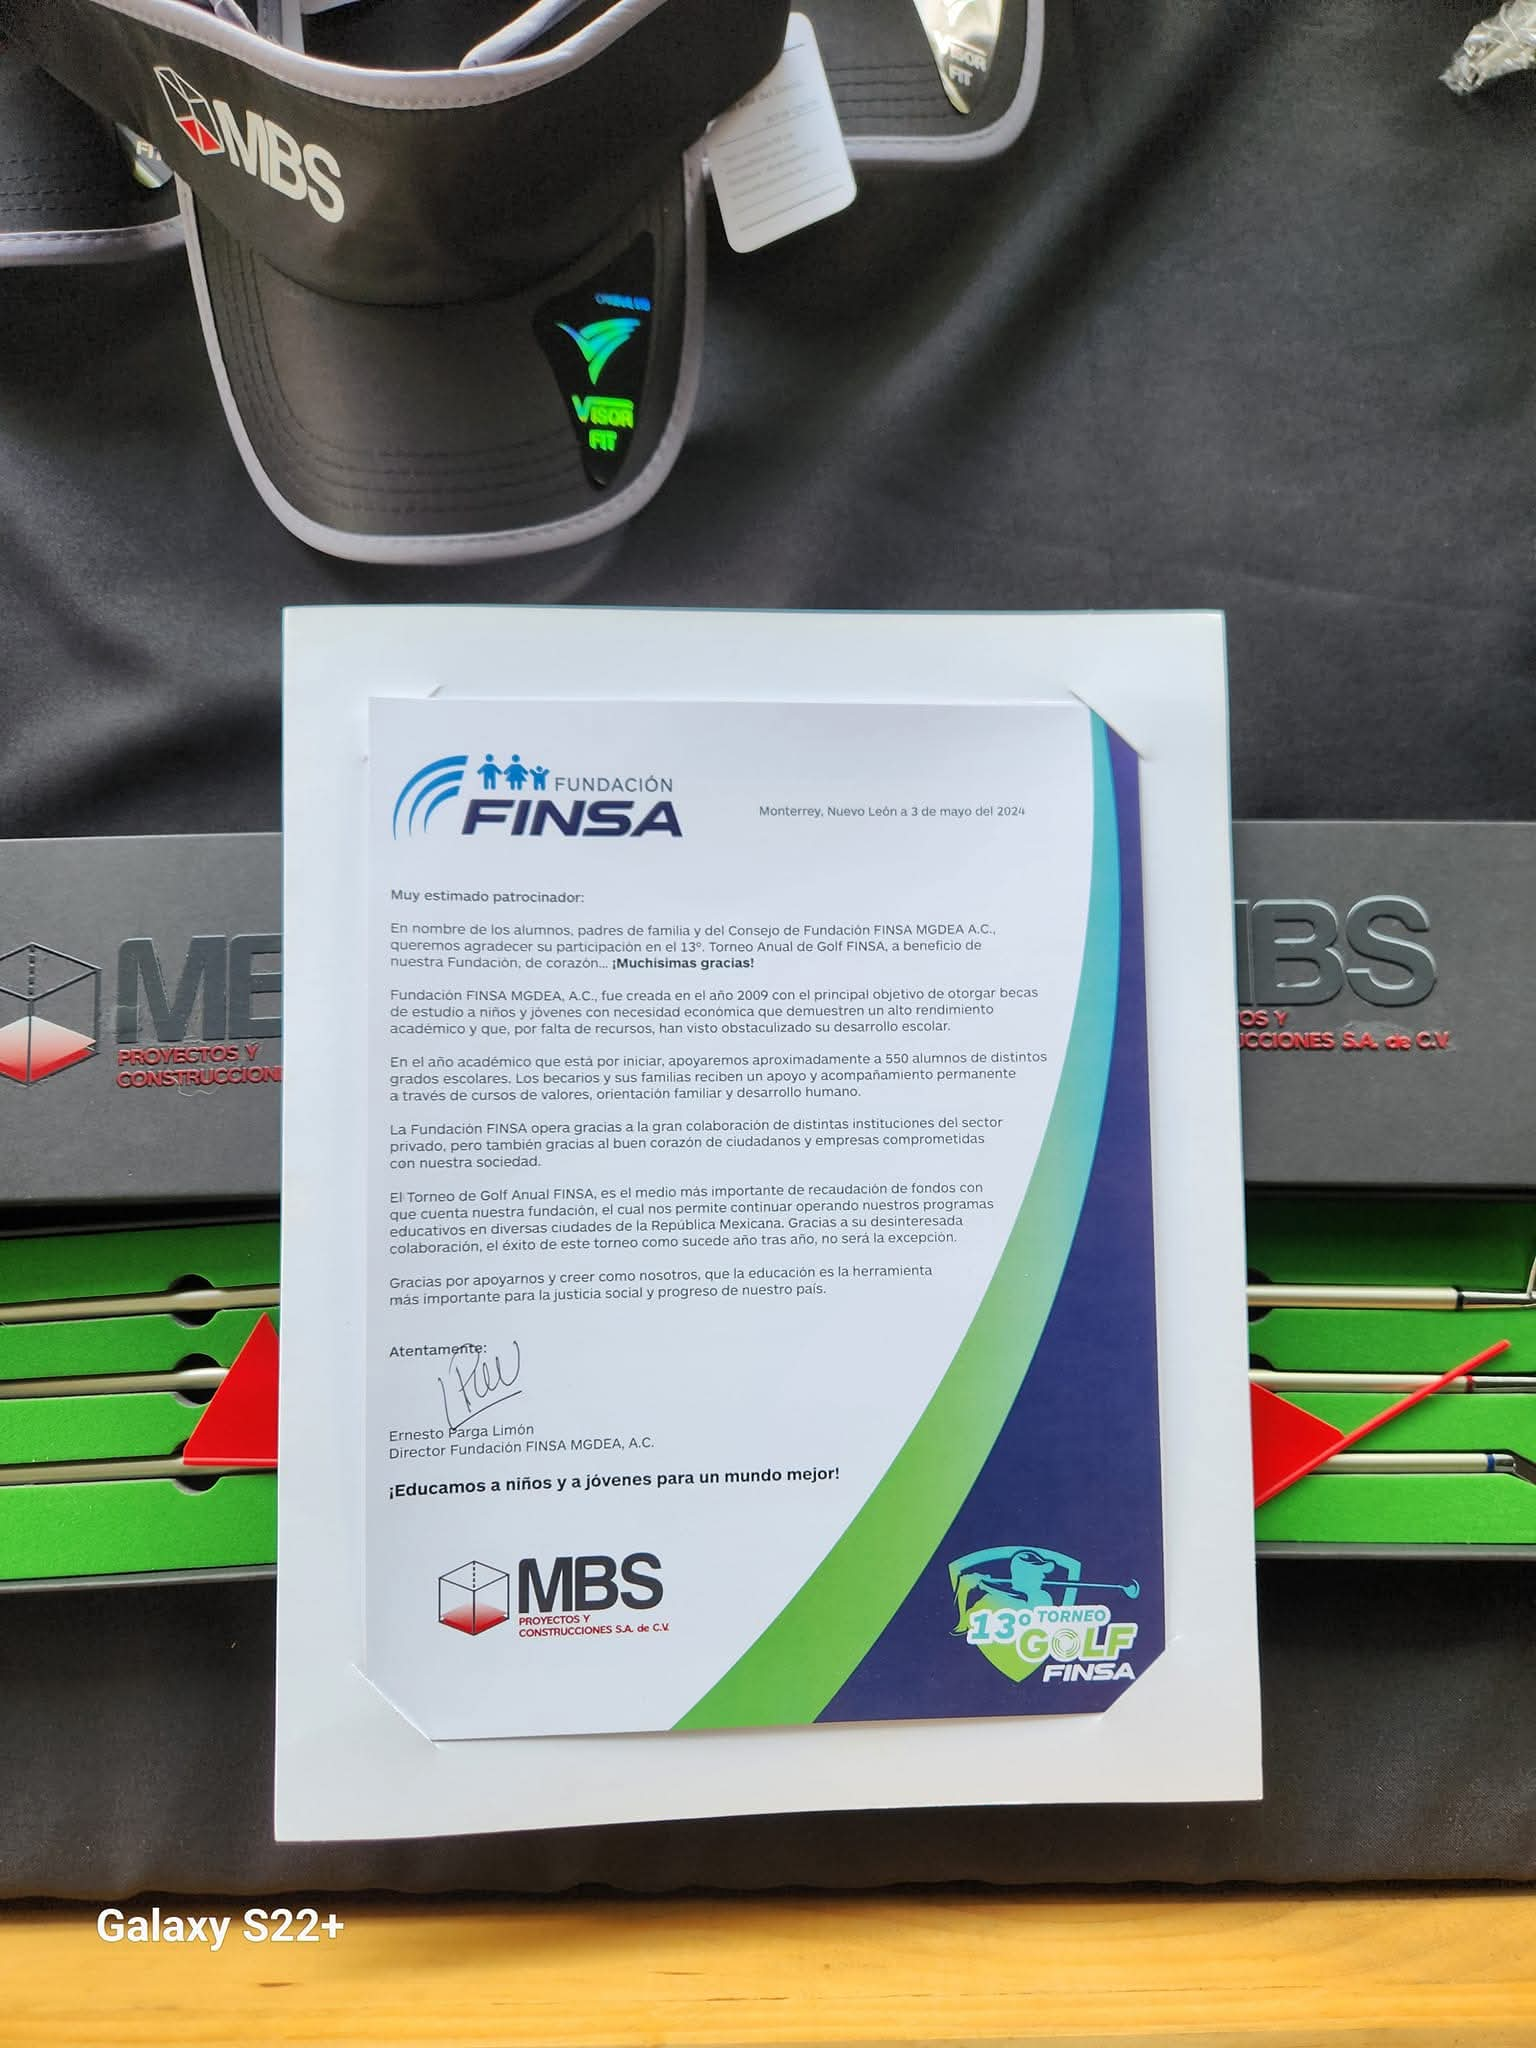 MBS
VISOR
FIT
FIT
VISOR
FIT
FUNDACIÓN
FINSA
Monterrey, Nuevo León a 3 de mayo del 2024
Muy estimado patrocinador:
En nombre de los alumnos, padres de familia y del Consejo de Fundación FINSA MGDEA A.C.,
queremos agradecer su participación en el 13°. Torneo Anual de Golf FINSA, a beneficio de
nuestra Fundación, de corazón... ¡Muchísimas gracias!
Fundación FINSA MGDEA, A.C., fue creada en el año 2009 con el principal objetivo de otorgar becas
de estudio a niños y jóvenes con necesidad económica que demuestren un alto rendimiento
académico y que, por falta de recursos, han visto obstaculizado su desarrollo escolar.
En el año académico que está por iniciar, apoyaremos aproximadamente a 550 alumnos de distintos
grados escolares. Los becarios y sus familias reciben un apoyo y acompañamiento permanente
a través de cursos de valores, orientación familiar y desarrollo humano.
La Fundación FINSA opera gracias a la gran colaboración de distintas instituciones del sector
privado, pero también gracias al buen corazón de ciudadanos y empresas comprometidas
con nuestra sociedad.
El Torneo de Golf Anual FINSA, es el medio más importante de recaudación de fondos con
que cuenta nuestra fundación, el cual nos permite continuar operando nuestros programas
educativos en diversas ciudades de la República Mexicana. Gracias a su desinteresada
colaboración, el éxito de este torneo como sucede año tras año, no será la excepción.
Gracias por apoyarnos y creer como nosotros, que la educación es la herramienta
más importante para la justicia social y progreso de nuestro país.
Atentamente:
Ernesto Parga Limón
Director Fundación FINSA MGDEA, A.C.
¡Educamos a niños y a jóvenes para un mundo mejor!
MBS
PROYECTOS Y
CONSTRUCCIONES S.A. de C.V.
13° TORNEO
GOLF
FINSA
MB
PROYECTOS Y
CONSTRUCCION
BS
OS Y
UCCIONES S.A. de C.V.
Galaxy S22+